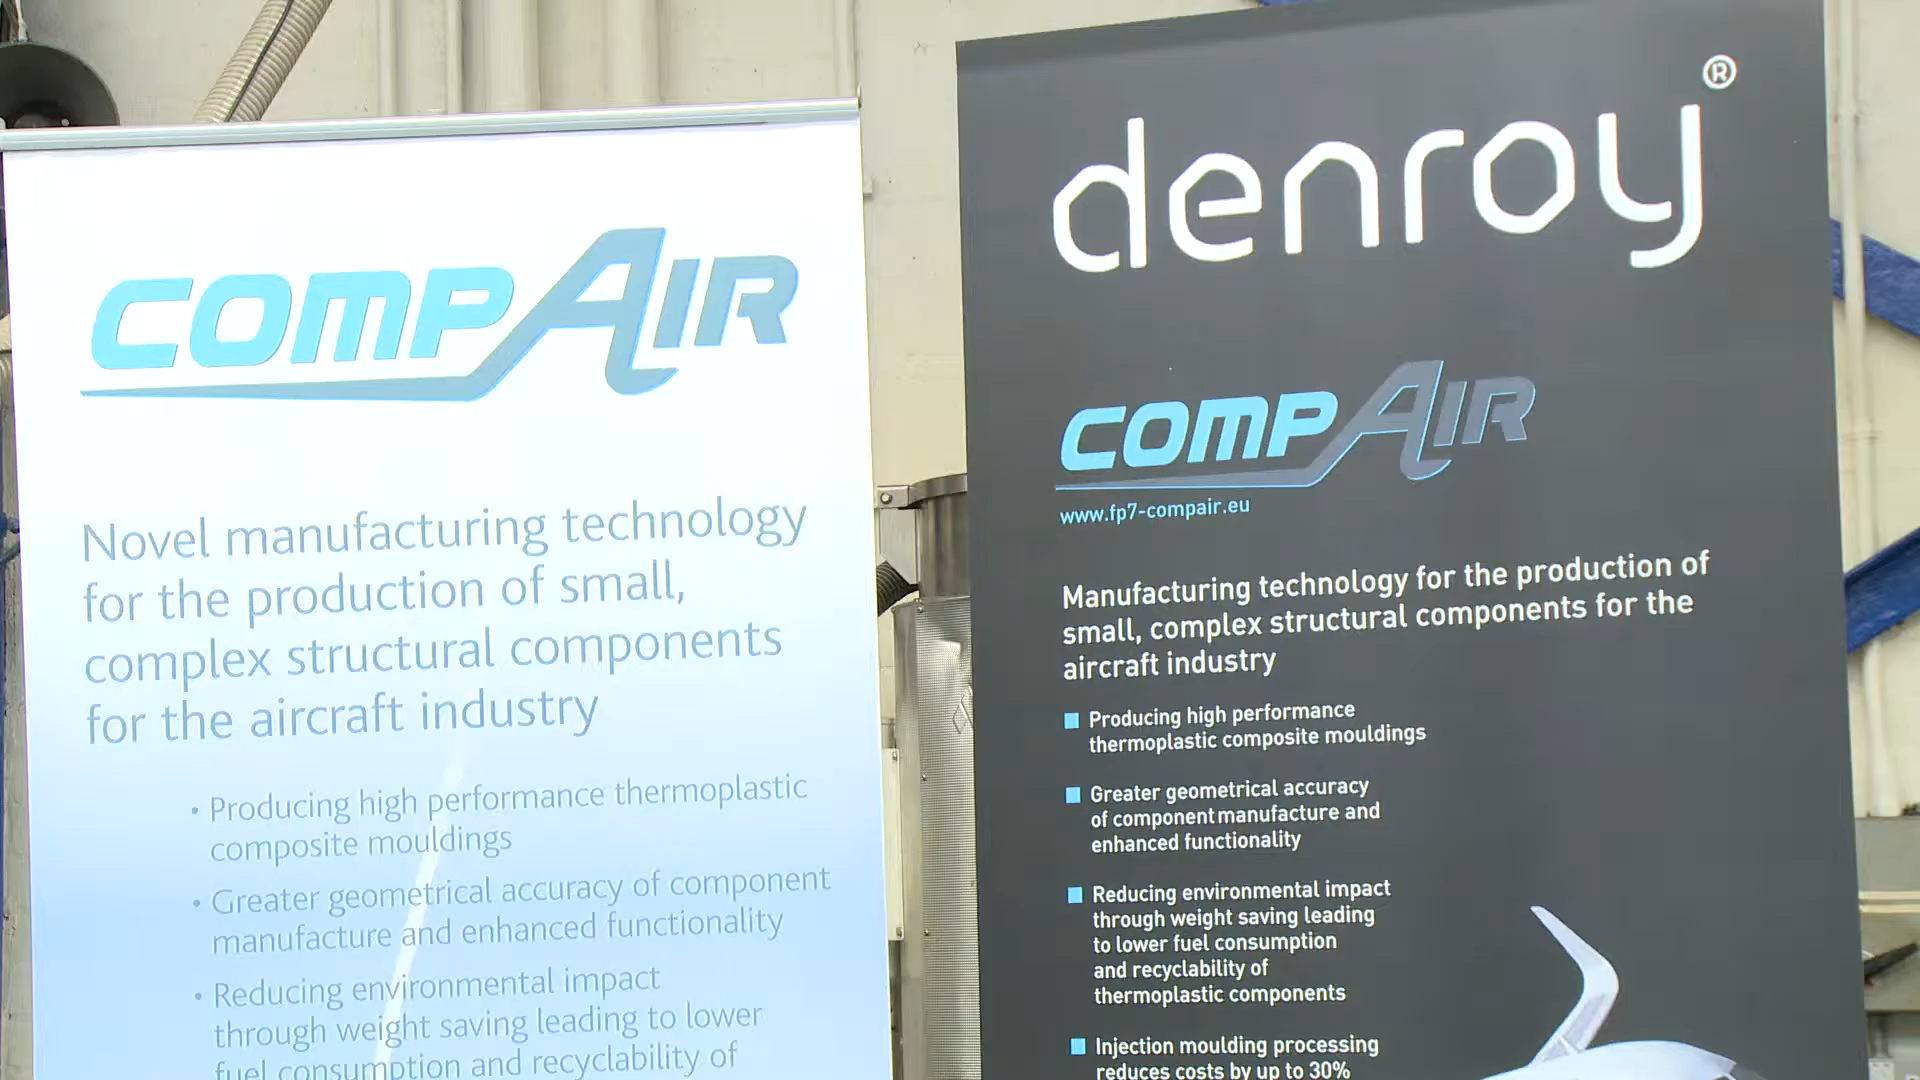 COMPAIR
Novel manufacturing technology
for the production of small,
complex structural components
for the aircraft industry
• Producing high performance thermoplastic
composite mouldings
• Greater geometrical accuracy of component
manufacture and enhanced functionality
• Reducing environmental impact
through weight saving leading to lower
fuel consumption and recyclability of
denroy®
COMPAIR
www.fp7-compair.eu
Manufacturing technology for the production of
small, complex structural components for the
aircraft industry
Producing high performance
thermoplastic composite mouldings
Greater geometrical accuracy
of component manufacture and
enhanced functionality
Reducing environmental impact
through weight saving leading
to lower fuel consumption
and recyclability of
thermoplastic components
Injection moulding processing
reduces costs by up to 30%